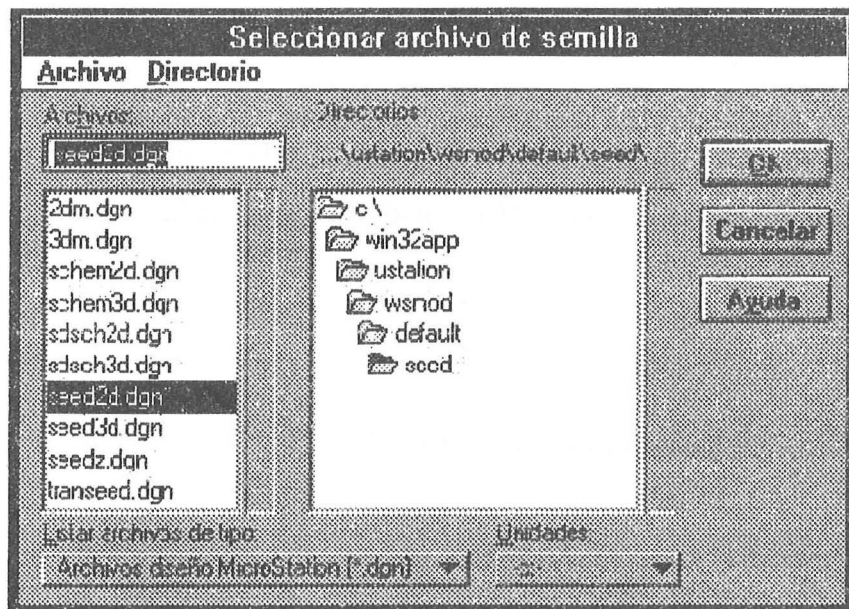 Seleccionar archivo de semilla
Archivo Directorio
Archivos:
seed2d.dgn
2dm.dgn
3dm.dgn
schem2d.dgn
schem3d.dgn
sdsch2d.dgn
sdsch3d.dgn
seed2d.dgn
seed3d.dgn
seedz.dgn
transeed.dgn
Listar archivos de tipo:
Archivos diseño MicroStation (*.dgn)
Directorios
...\ustation\wsmod\default\seed\
c:\
win32app
ustation
wsmod
default
seed
Unidades:
OK
Cancelar
Ayuda